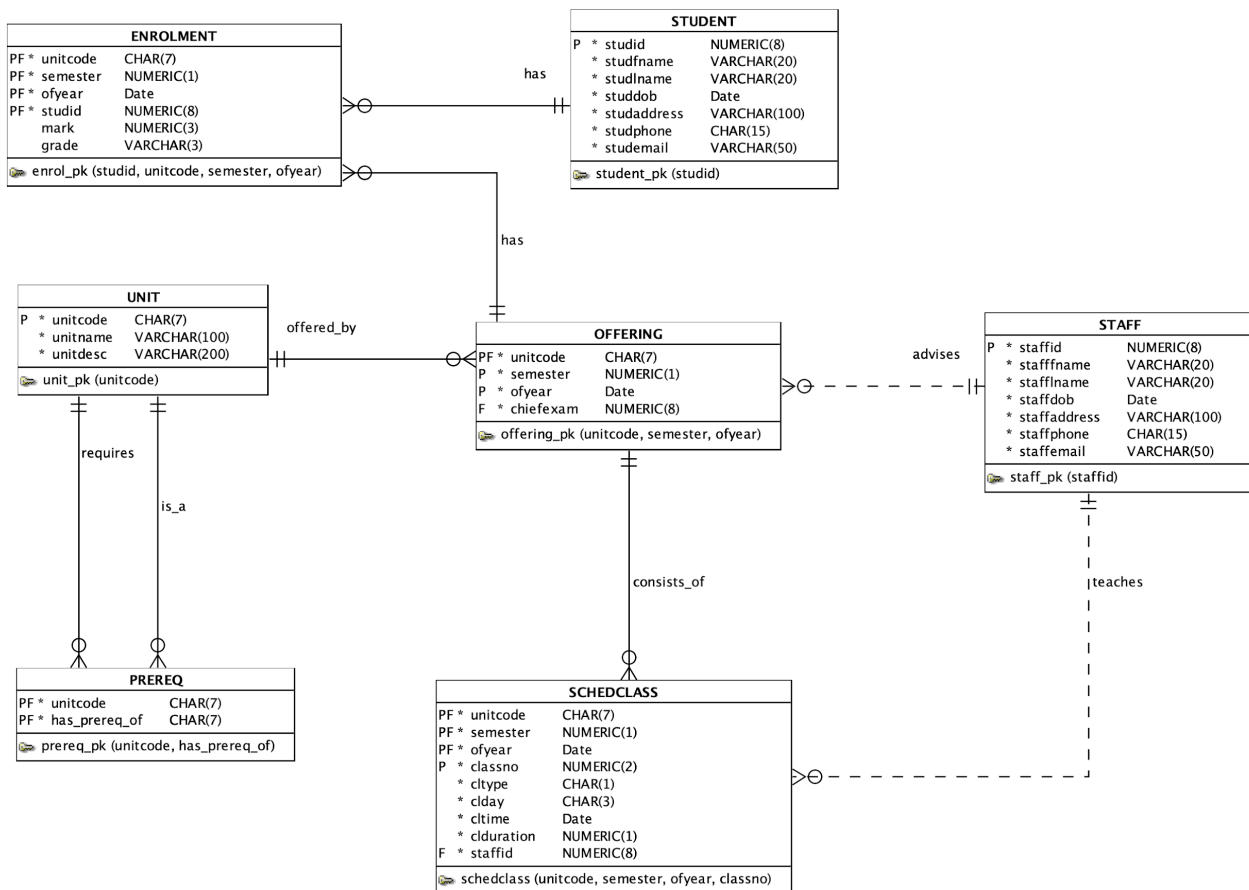 ENROLMENT
PF * unitcode CHAR(7)
PF * semester NUMERIC(1)
PF * ofyear Date
PF * studid NUMERIC(8)
mark NUMERIC(3)
grade VARCHAR(3)
enrol_pk (studid, unitcode, semester, ofyear)
has
STUDENT
P * studid NUMERIC(8)
* studfname VARCHAR(20)
* studlname VARCHAR(20)
* studdob Date
* studaddress VARCHAR(100)
* studphone CHAR(15)
* studemail VARCHAR(50)
student_pk (studid)
has
UNIT
P * unitcode CHAR(7)
* unitname VARCHAR(100)
* unitdesc VARCHAR(200)
unit_pk (unitcode)
offered_by
OFFERING
PF * unitcode CHAR(7)
P * semester NUMERIC(1)
P * ofyear Date
F * chiefexam NUMERIC(8)
offering_pk (unitcode, semester, ofyear)
advises
STAFF
P * staffid NUMERIC(8)
* stafffname VARCHAR(20)
* stafflname VARCHAR(20)
* staffdob Date
* staffaddress VARCHAR(100)
* staffphone CHAR(15)
* staffemail VARCHAR(50)
staff_pk (staffid)
requires
is_a
consists_of
teaches
PREREQ
PF * unitcode CHAR(7)
PF * has_prereq_of CHAR(7)
prereq_pk (unitcode, has_prereq_of)
SCHEDCLASS
PF * unitcode CHAR(7)
PF * semester NUMERIC(1)
PF * ofyear Date
P * classno NUMERIC(2)
* cltype CHAR(1)
* clday CHAR(3)
* cltime Date
* clduration NUMERIC(1)
F * staffid NUMERIC(8)
schedclass (unitcode, semester, ofyear, classno)